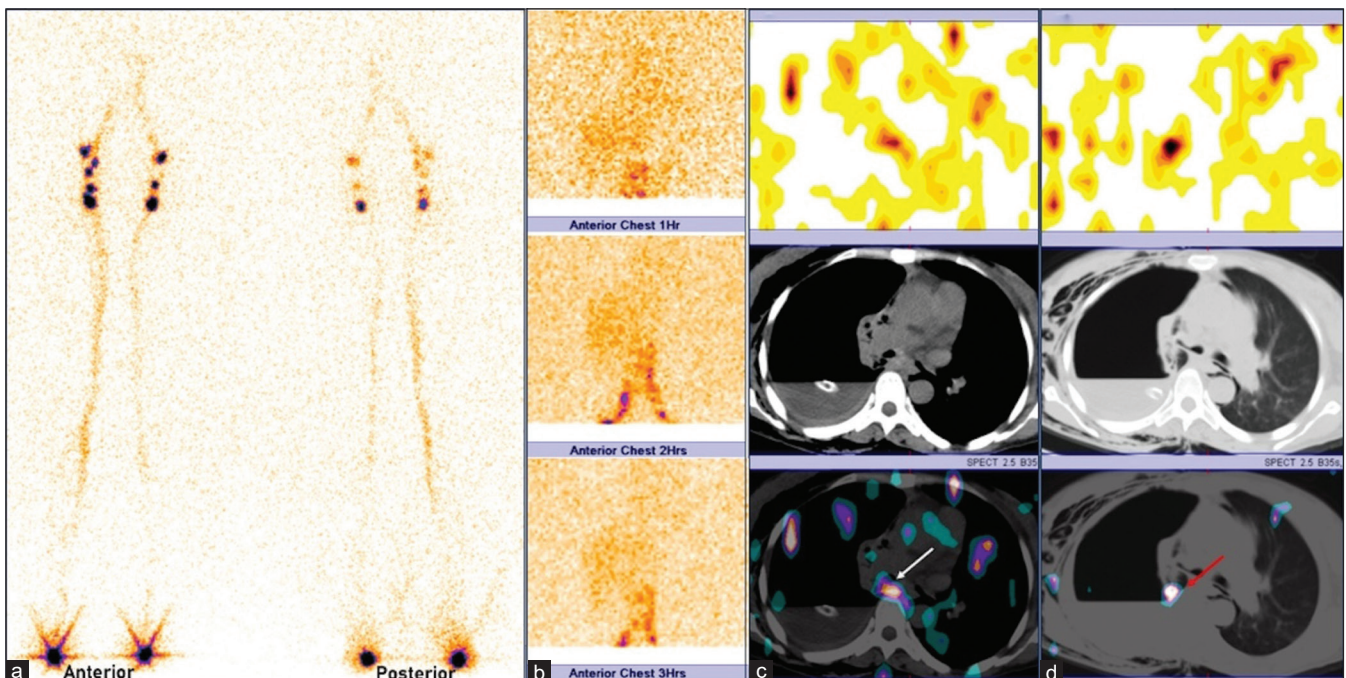 a
Anterior
Posterior
b
Anterior Chest 1Hr
Anterior Chest 2Hrs
Anterior Chest 3Hrs
c
SPECT 2.5 B35
d
SPECT 2.5 B35s,